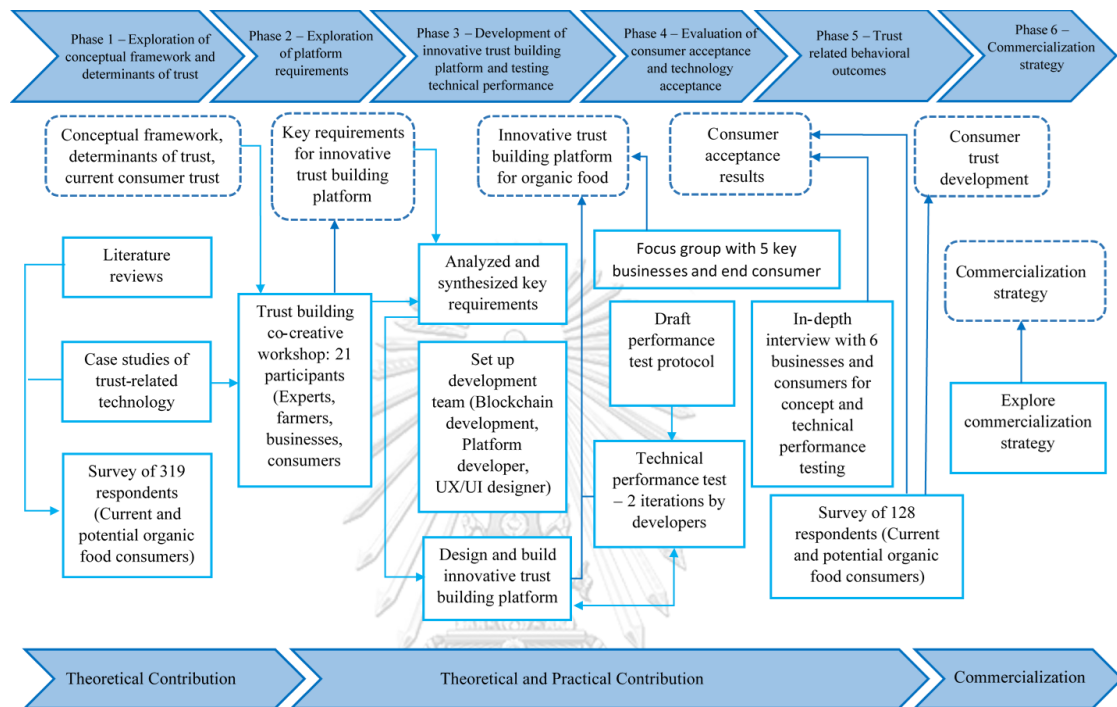 Phase 1 – Exploration of
conceptual framework and
determinants of trust
Phase 2 – Exploration
of platform
requirements
Phase 3 – Development of
innovative trust building
platform and testing
technical performance
Phase 4 – Evaluation of
consumer acceptance
and technology
acceptance
Phase 5 – Trust
related behavioral
outcomes
Phase 6 –
Commercialization
strategy
Conceptual framework,
determinants of trust,
current consumer trust
Key requirements
for innovative
trust building
platform
Innovative trust
building platform
for organic food
Consumer
acceptance
results
Consumer
trust
development
Literature
reviews
Case studies of
trust-related
technology
Survey of 319
respondents
(Current and
potential organic
food consumers)
Trust building
co-creative
workshop: 21
participants
(Experts,
farmers,
businesses,
consumers
Analyzed and
synthesized key
requirements
Set up
development
team (Blockchain
development,
Platform
developer,
UX/UI designer)
Design and build
innovative trust
building platform
Focus group with 5 key
businesses and end consumer
Draft
performance
test protocol
Technical
performance test
– 2 iterations by
developers
In-depth
interview with 6
businesses and
consumers for
concept and
technical
performance
testing
Survey of 128
respondents (Current
and potential organic
food consumers)
Commercialization
strategy
Explore
commercialization
strategy
Theoretical Contribution
Theoretical and Practical Contribution
Commercialization